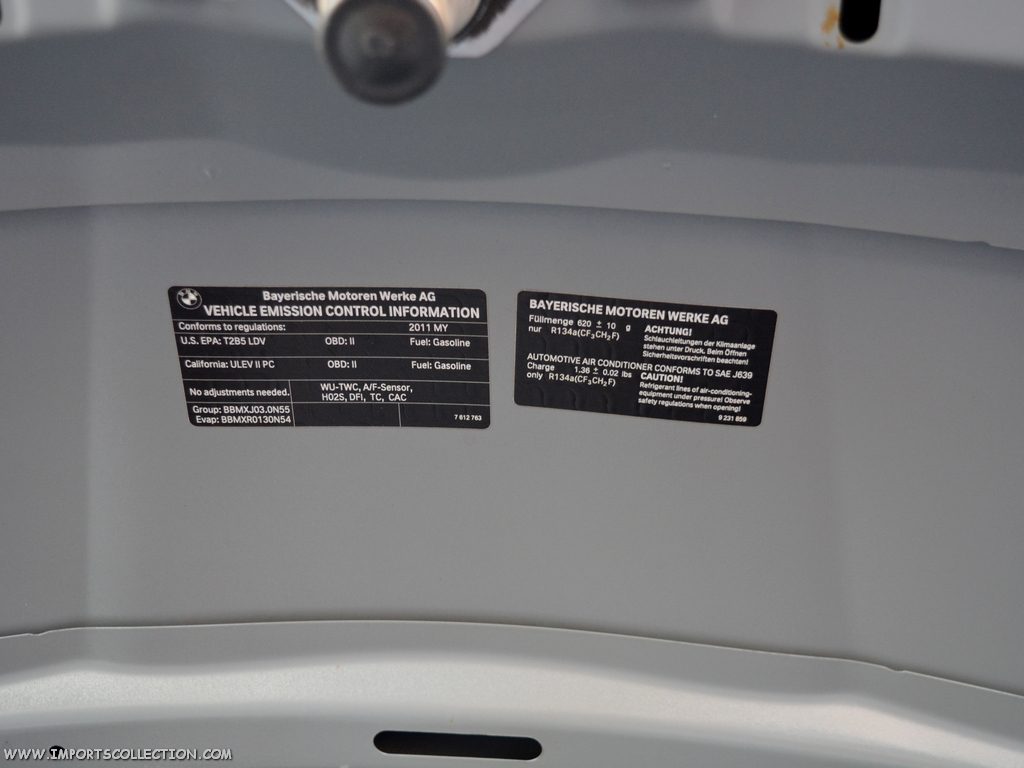 BMW
Bayerische Motoren Werke AG
VEHICLE EMISSION CONTROL INFORMATION
Conforms to regulations: 2011 MY
U.S. EPA: T2B5 LDV OBD: II Fuel: Gasoline
California: ULEV II PC OBD: II Fuel: Gasoline
No adjustments needed.
WU-TWC, A/F-Sensor,
H02S, DFI, TC, CAC
Group: BBMXJ03.0N55
Evap: BBMXR0130N54
7 612 763
BAYERISCHE MOTOREN WERKE AG
Füllmenge 620 ± 10 g
nur R134a(CF₃CH₂F)
ACHTUNG!
Schlauchleitungen der Klimaanlage
stehen unter Druck. Beim Öffnen
Sicherheitsvorschriften beachten!
AUTOMOTIVE AIR CONDITIONER CONFORMS TO SAE J639
Charge 1.36 ± 0.02 lbs
only R134a(CF₃CH₂F)
CAUTION!
Refrigerant lines of air-conditioning-
equipment under pressure! Observe
safety regulations when opening!
9 231 859
WWW.IMPORTSCOLLECTION.COM